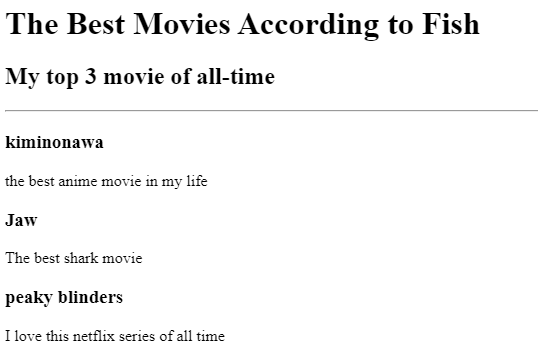 The Best Movies According to Fish
My top 3 movie of all-time
kiminonawa
the best anime movie in my life
Jaw
The best shark movie
peaky blinders
I love this netflix series of all time